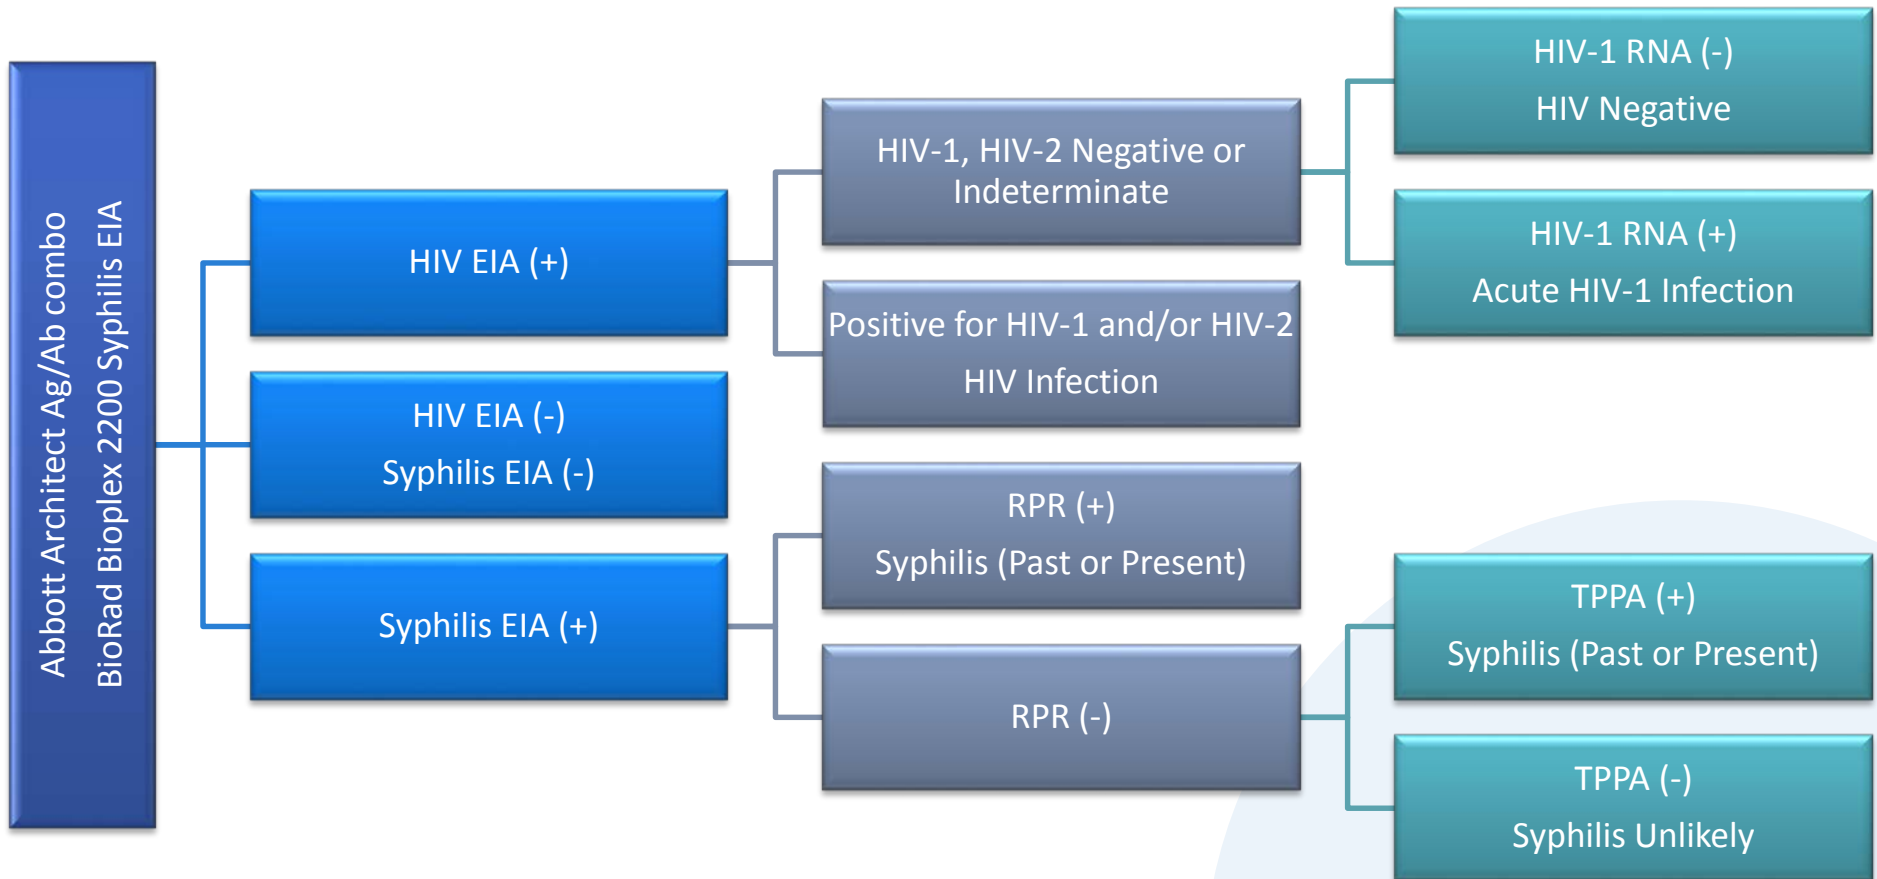 Abbott Architect Ag/Ab combo
BioRad Bioplex 2200 Syphilis EIA
HIV EIA (+)
HIV EIA (-)
Syphilis EIA (-)
Syphilis EIA (+)
HIV-1, HIV-2 Negative or
Indeterminate
Positive for HIV-1 and/or HIV-2
HIV Infection
RPR (+)
Syphilis (Past or Present)
RPR (-)
HIV-1 RNA (-)
HIV Negative
HIV-1 RNA (+)
Acute HIV-1 Infection
TPPA (+)
Syphilis (Past or Present)
TPPA (-)
Syphilis Unlikely